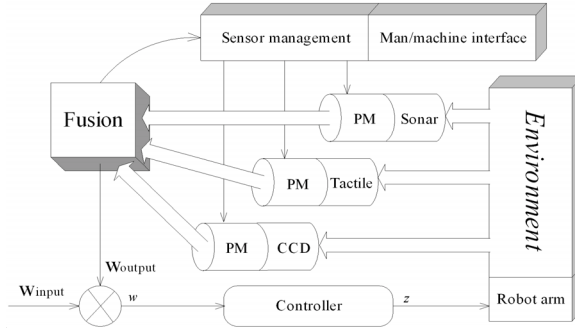 Sensor management
Man/machine interface
Fusion
PM
Sonar
PM
Tactile
PM
CCD
Environment
Woutput
Winput
w
Controller
z
Robot arm